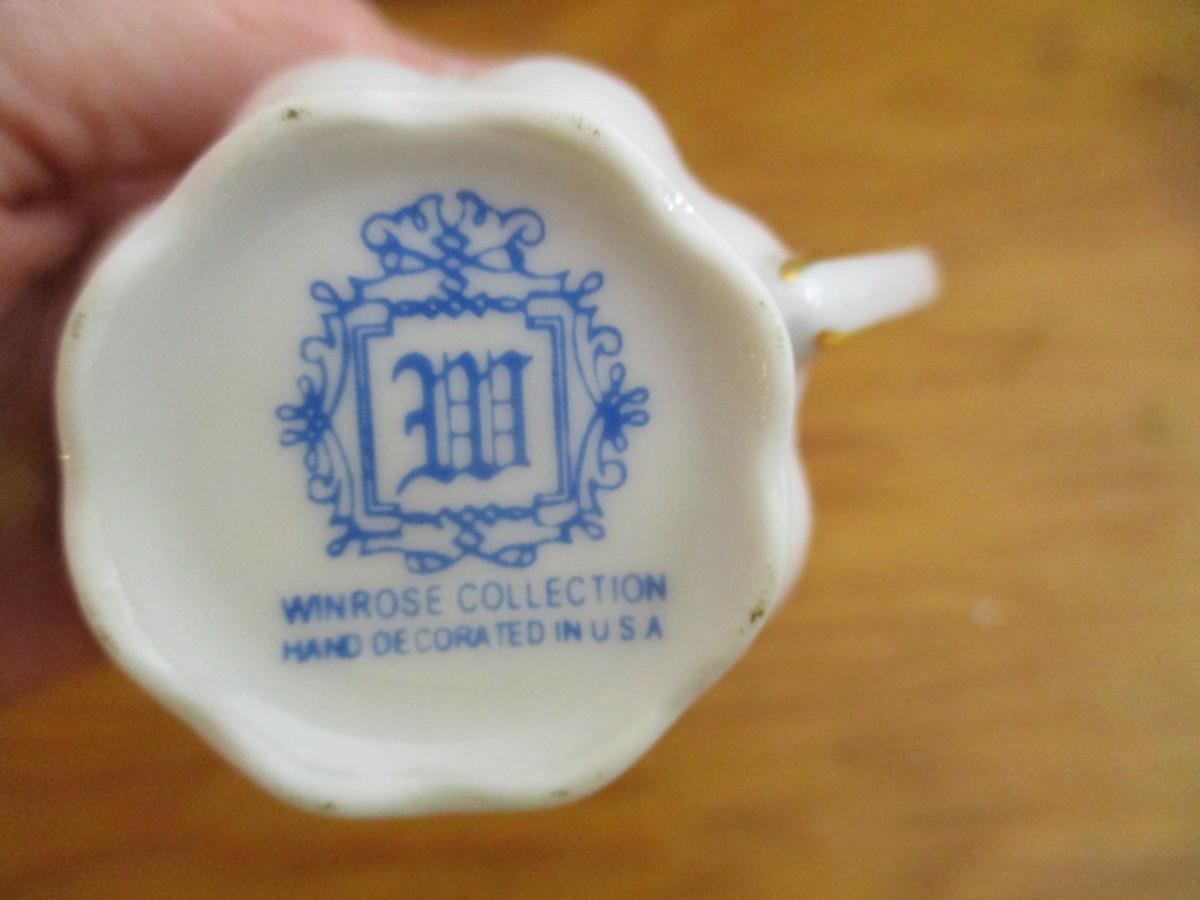 W
WINROSE COLLECTION
HAND DECORATED IN U S A